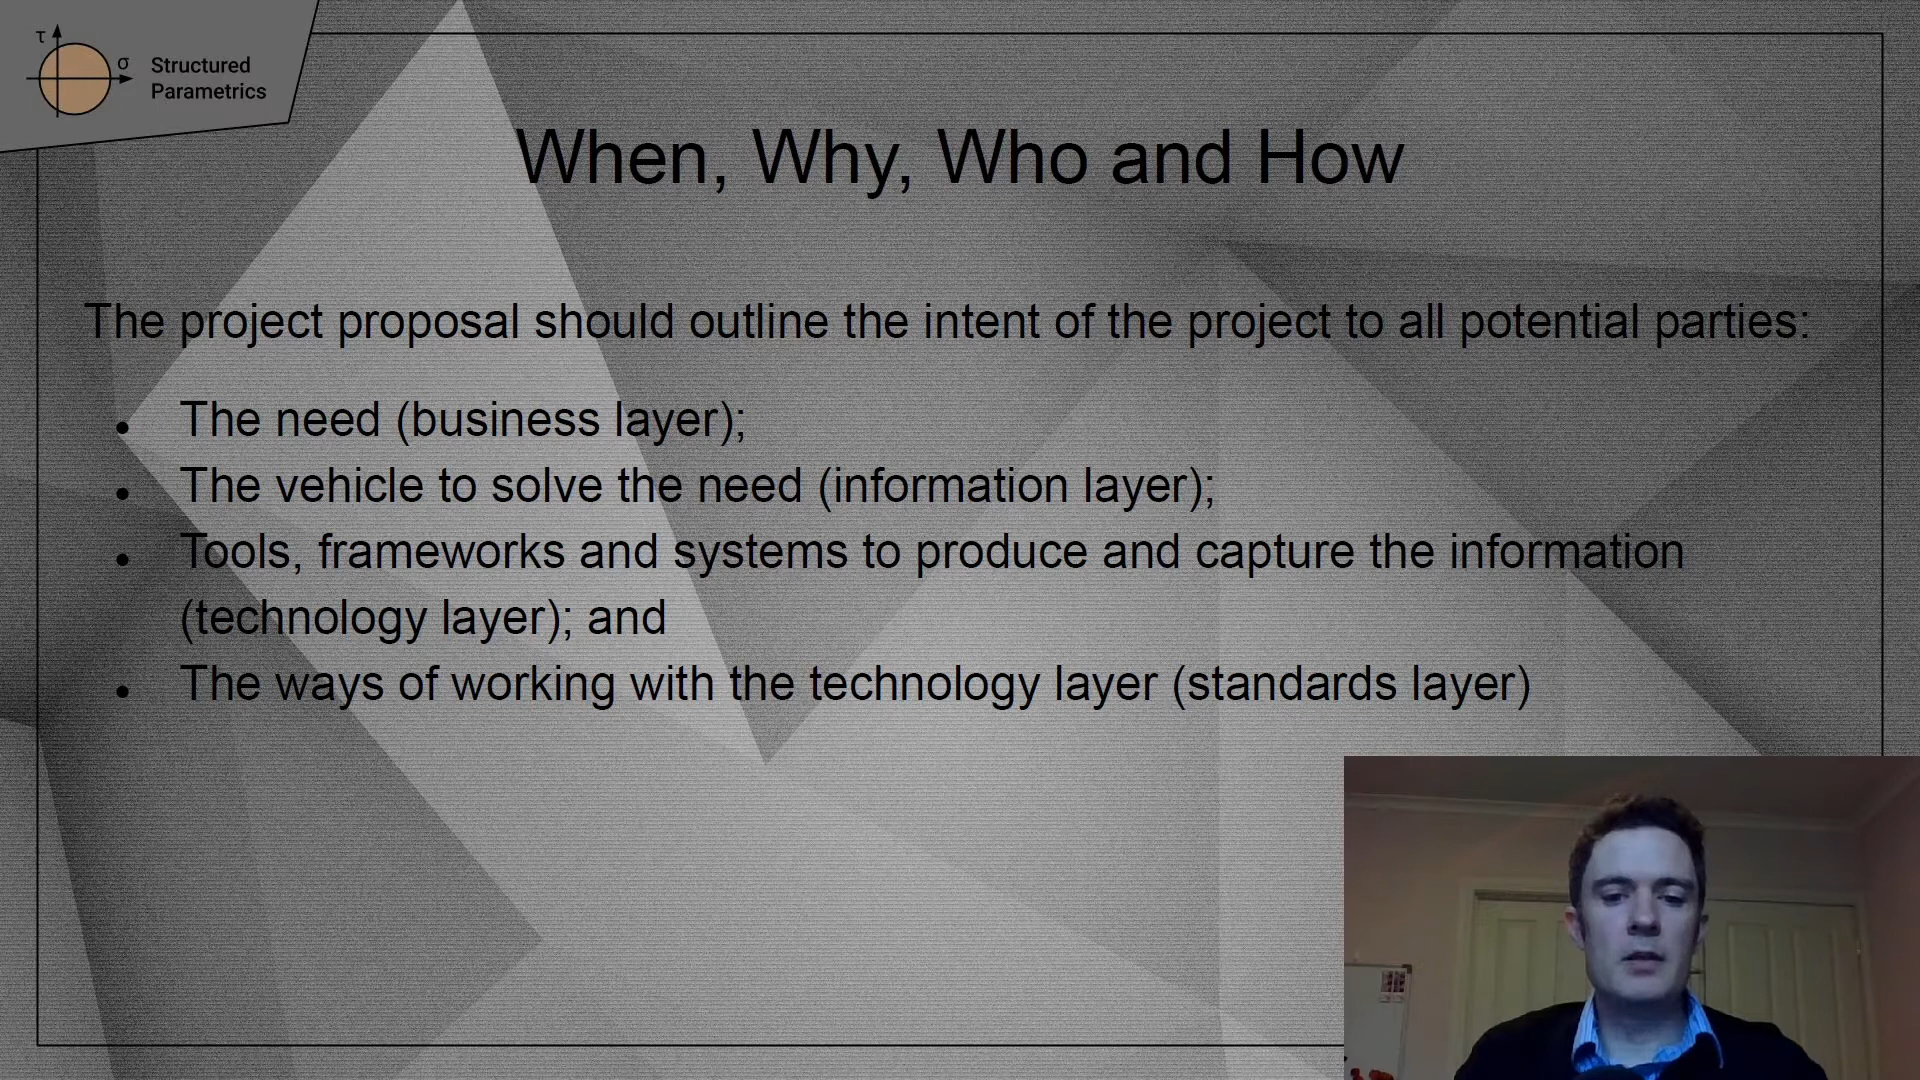 τ
σ
Structured
Parametrics
When, Why, Who and How
The project proposal should outline the intent of the project to all potential parties:
● The need (business layer);
● The vehicle to solve the need (information layer);
● Tools, frameworks and systems to produce and capture the information
(technology layer); and
● The ways of working with the technology layer (standards layer)